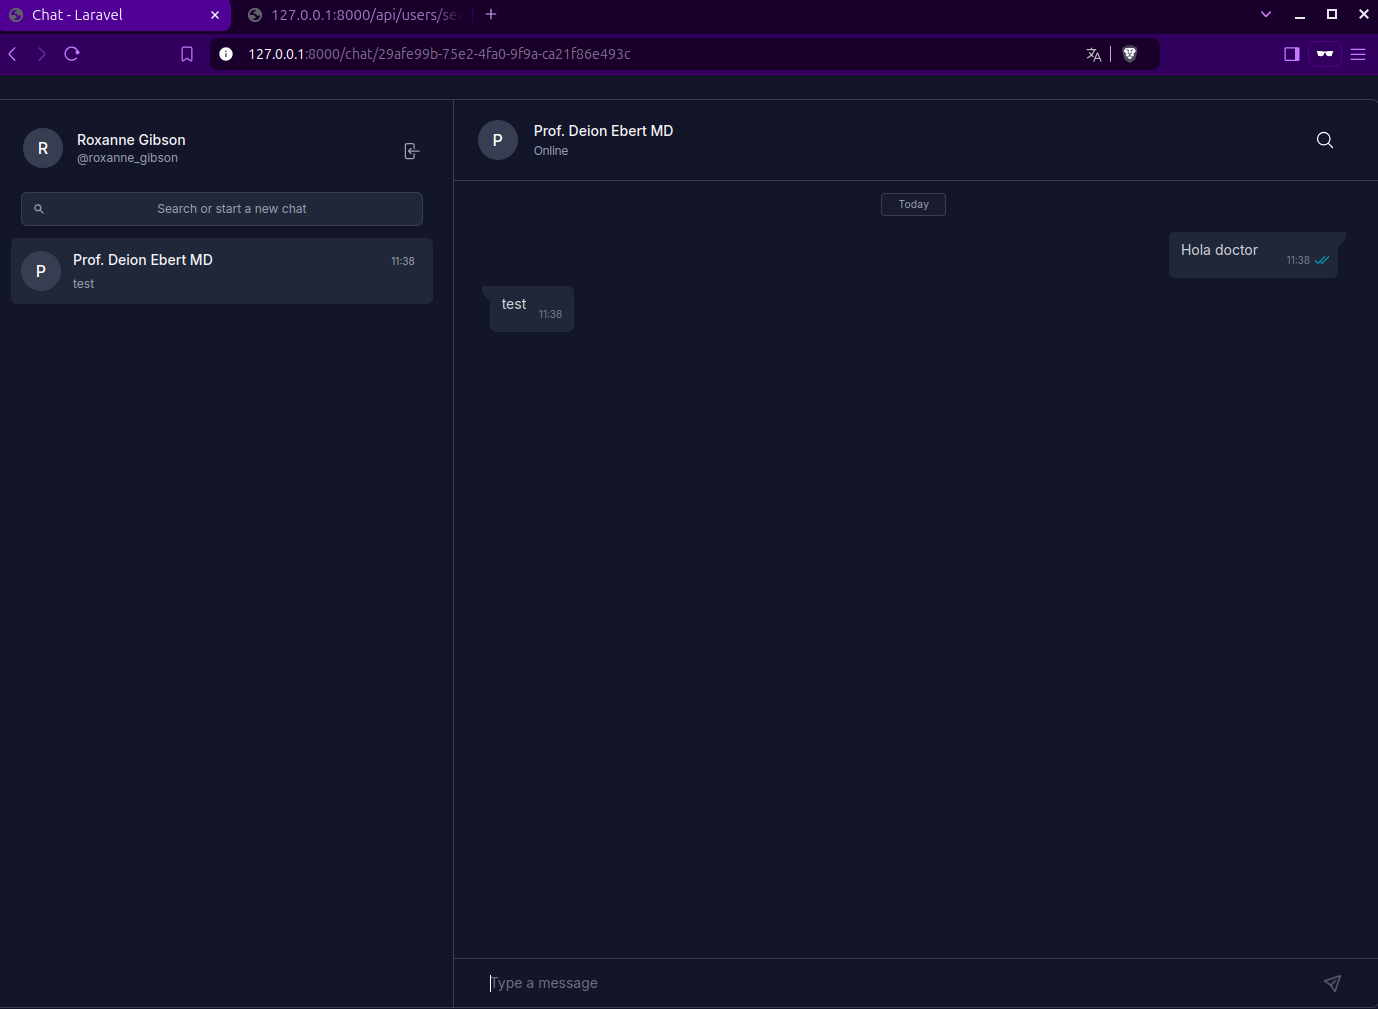 Chat - Laravel
127.0.0.1:8000/api/users/se
127.0.0.1:8000/chat/29afe99b-75e2-4fa0-9f9a-ca21f86e493c
R
Roxanne Gibson
@roxanne_gibson
Search or start a new chat
P
Prof. Deion Ebert MD
11:38
test
P
Prof. Deion Ebert MD
Online
Today
Hola doctor
11:38
test
11:38
Type a message